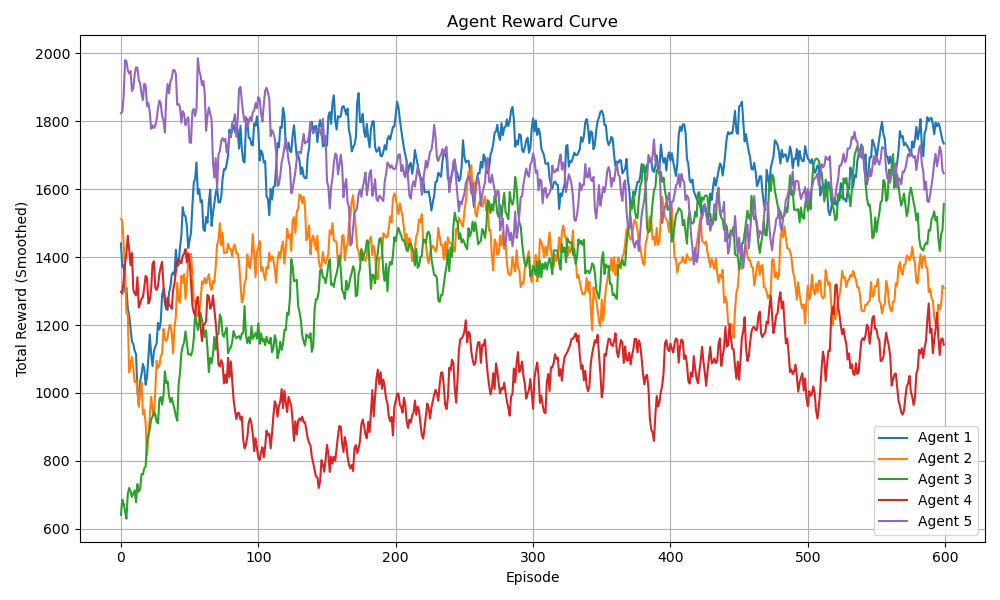 Agent Reward Curve
Total Reward (Smoothed)
2000
1800
1600
1400
1200
1000
800
600
0
100
200
300
400
500
600
Episode
Agent 1
Agent 2
Agent 3
Agent 4
Agent 5